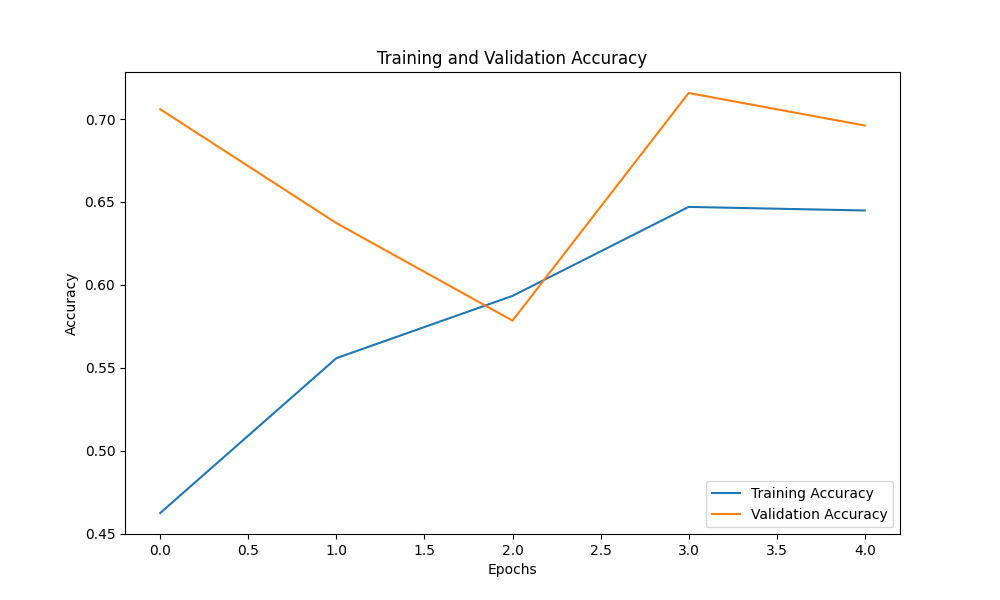 Training and Validation Accuracy
0.70
0.65
0.60
0.55
0.50
0.45
Accuracy
0.0 0.5 1.0 1.5 2.0 2.5 3.0 3.5 4.0
Epochs
Training Accuracy
Validation Accuracy